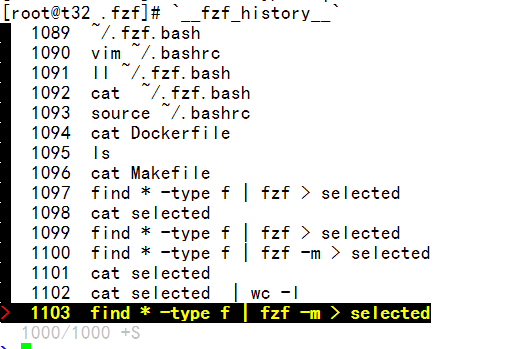 [root@t32 .fzf]# `__fzf_history__`
1089 ~/.fzf.bash
1090 vim ~/.bashrc
1091 ll ~/.fzf.bash
1092 cat  ~/.fzf.bash
1093 source ~/.bashrc
1094 cat Dockerfile
1095 ls
1096 cat Makefile
1097 find * -type f | fzf > selected
1098 cat selected
1099 find * -type f | fzf > selected
1100 find * -type f | fzf -m > selected
1101 cat selected
1102 cat selected  | wc -l
> 1103 find * -type f | fzf -m > selected
1000/1000 +S
>